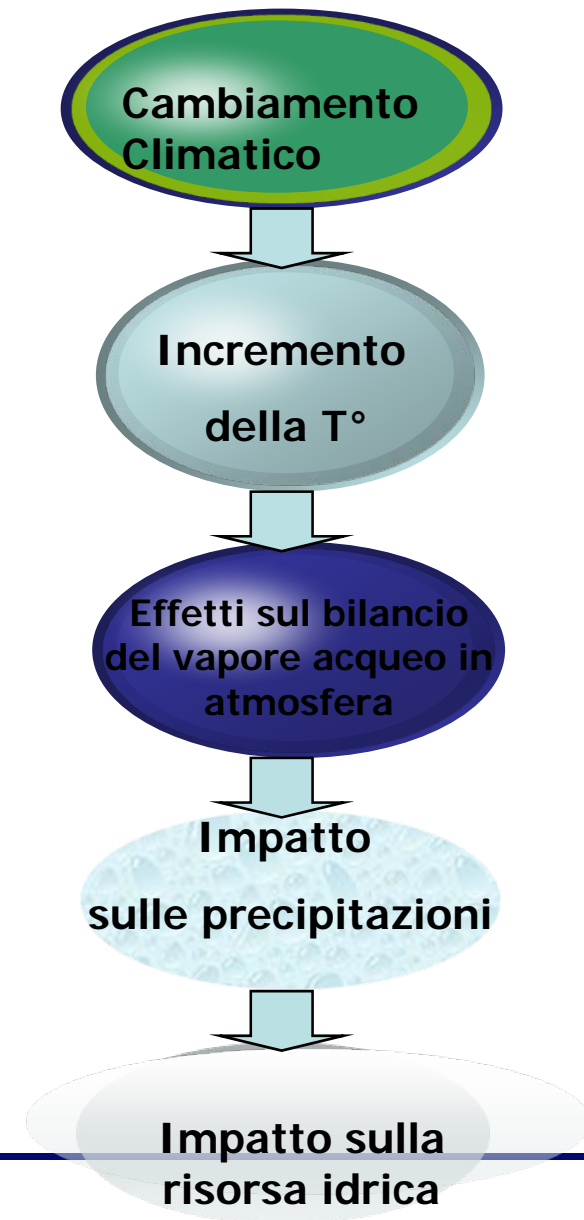 Cambiamento
Climatico
Incremento
della T°
Effetti sul bilancio
del vapore acqueo in
atmosfera
Impatto
sulle precipitazioni
Impatto sulla
risorsa idrica